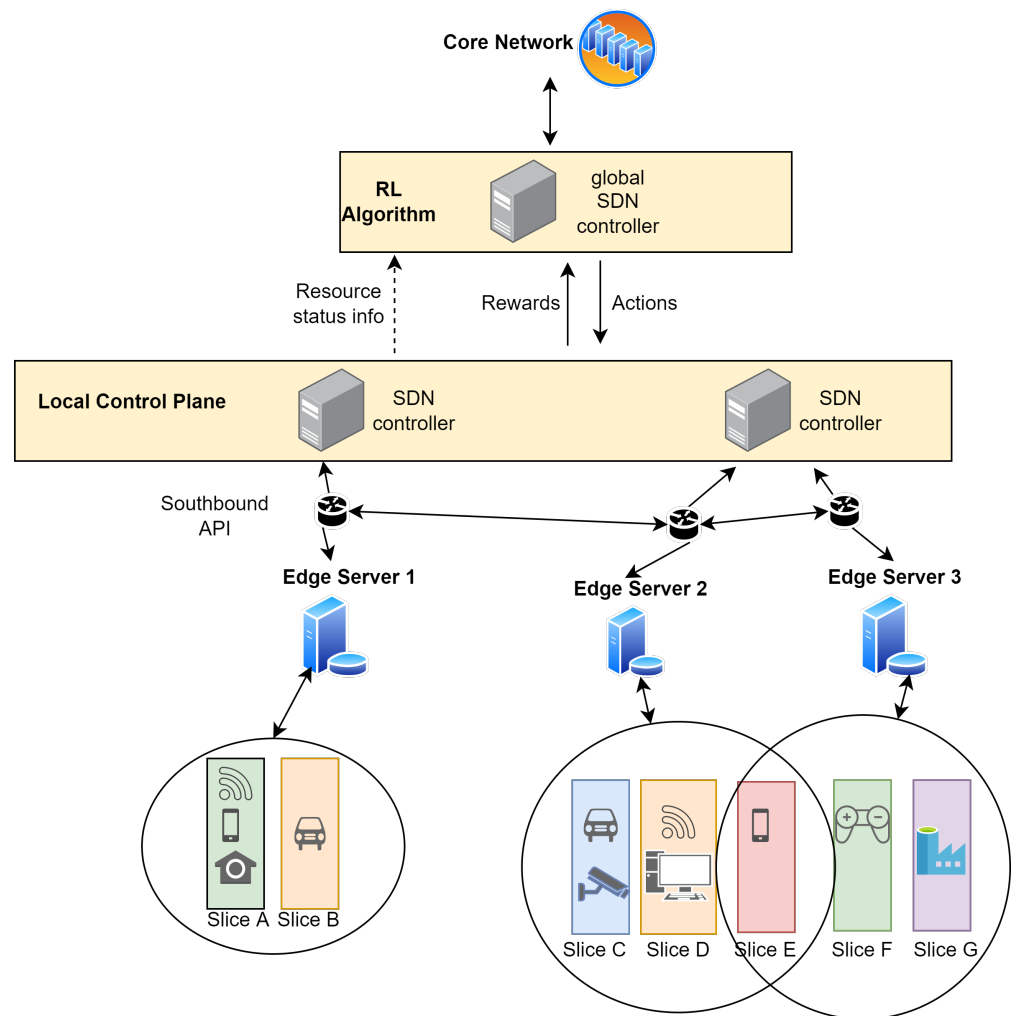 Core Network
RL
Algorithm
global
SDN
controller
Resource
status info
Rewards
Actions
Local Control Plane
SDN
controller
SDN
controller
Southbound
API
Edge Server 1
Edge Server 2
Edge Server 3
Slice A
Slice B
Slice C
Slice D
Slice E
Slice F
Slice G